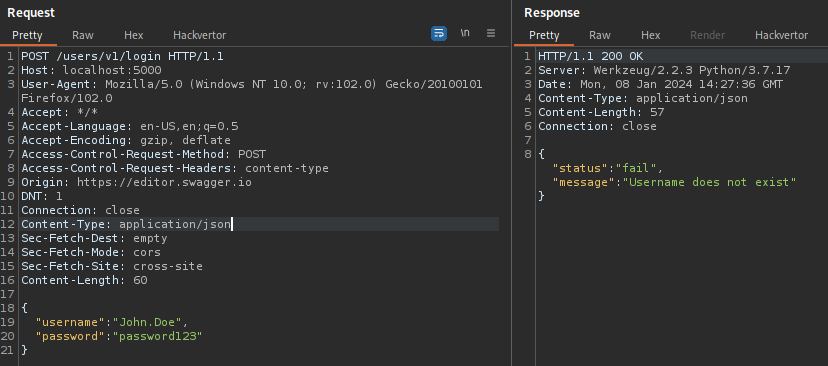 Request
Pretty Raw Hex Hackvertor \n
1 POST /users/v1/login HTTP/1.1
2 Host: localhost:5000
3 User-Agent: Mozilla/5.0 (Windows NT 10.0; rv:102.0) Gecko/20100101
Firefox/102.0
4 Accept: */*
5 Accept-Language: en-US,en;q=0.5
6 Accept-Encoding: gzip, deflate
7 Access-Control-Request-Method: POST
8 Access-Control-Request-Headers: content-type
9 Origin: https://editor.swagger.io
10 DNT: 1
11 Connection: close
12 Content-Type: application/json
13 Sec-Fetch-Dest: empty
14 Sec-Fetch-Mode: cors
15 Sec-Fetch-Site: cross-site
16 Content-Length: 60
17
18 {
19 "username":"John.Doe",
20 "password":"password123"
21 }
Response
Pretty Raw Hex Render Hackvertor
1 HTTP/1.1 200 OK
2 Server: Werkzeug/2.2.3 Python/3.7.17
3 Date: Mon, 08 Jan 2024 14:27:36 GMT
4 Content-Type: application/json
5 Content-Length: 57
6 Connection: close
7
8 {
"status":"fail",
"message":"Username does not exist"
}